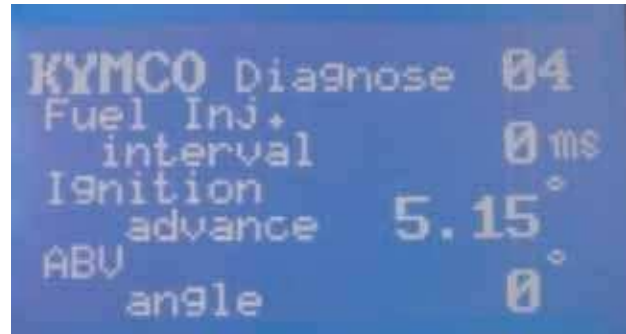 KYMCO Diagnose 04
Fuel Inj.
interval 0 ms
Ignition
advance 5.15°
ABV
angle 0°